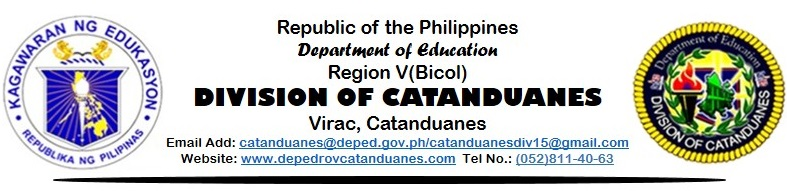 KAGAWARAN NG EDUKASYON
REPUBLIKA NG PILIPINAS
Republic of the Philippines
Department of Education
Region V(Bicol)
DIVISION OF CATANDUANES
Virac, Catanduanes
Email Add: catanduanes@deped.gov.ph/catanduanesdiv15@gmail.com
Website: www.depedrovcatanduanes.com Tel No.: (052)811-40-63
Department of Education
DIVISION OF CATANDUANES